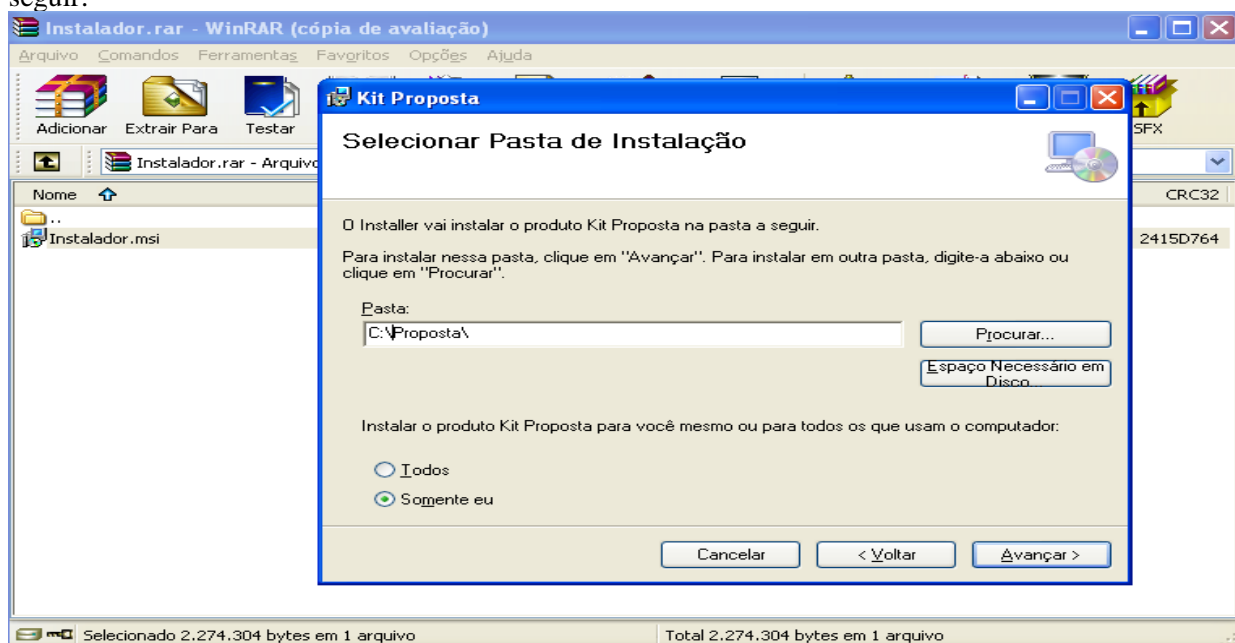 seguir:
Instalador.rar - WinRAR (cópia de avaliação)
Arquivo Comandos Ferramentas Favoritos Opções Ajuda
Adicionar Extrair Para Testar SFX
Instalador.rar - Arquivo
Nome CRC32
..
Instalador.msi 2415D764
Kit Proposta
Selecionar Pasta de Instalação
O Installer vai instalar o produto Kit Proposta na pasta a seguir.
Para instalar nessa pasta, clique em "Avançar". Para instalar em outra pasta, digite-a abaixo ou
clique em "Procurar".
Pasta:
C:\Proposta\
Procurar...
Espaço Necessário em
Disco...
Instalar o produto Kit Proposta para você mesmo ou para todos os que usam o computador:
Todos
Somente eu
Cancelar < Voltar Avançar >
Selecionado 2.274.304 bytes em 1 arquivo Total 2.274.304 bytes em 1 arquivo